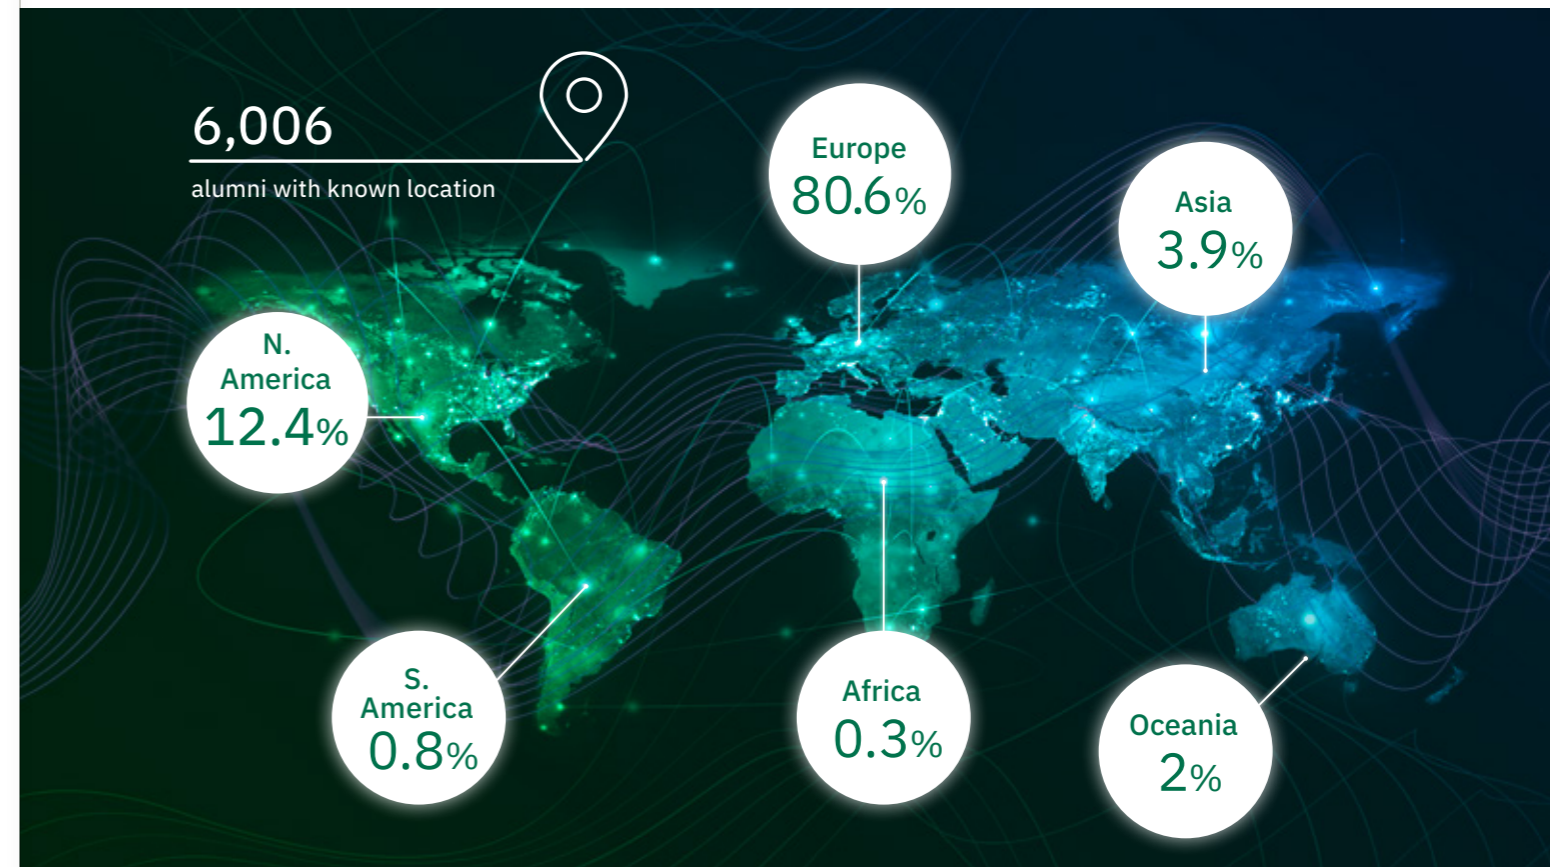 6,006
alumni with known location
Europe
80.6%
Asia
3.9%
N.
America
12.4%
S.
America
0.8%
Africa
0.3%
Oceania
2%